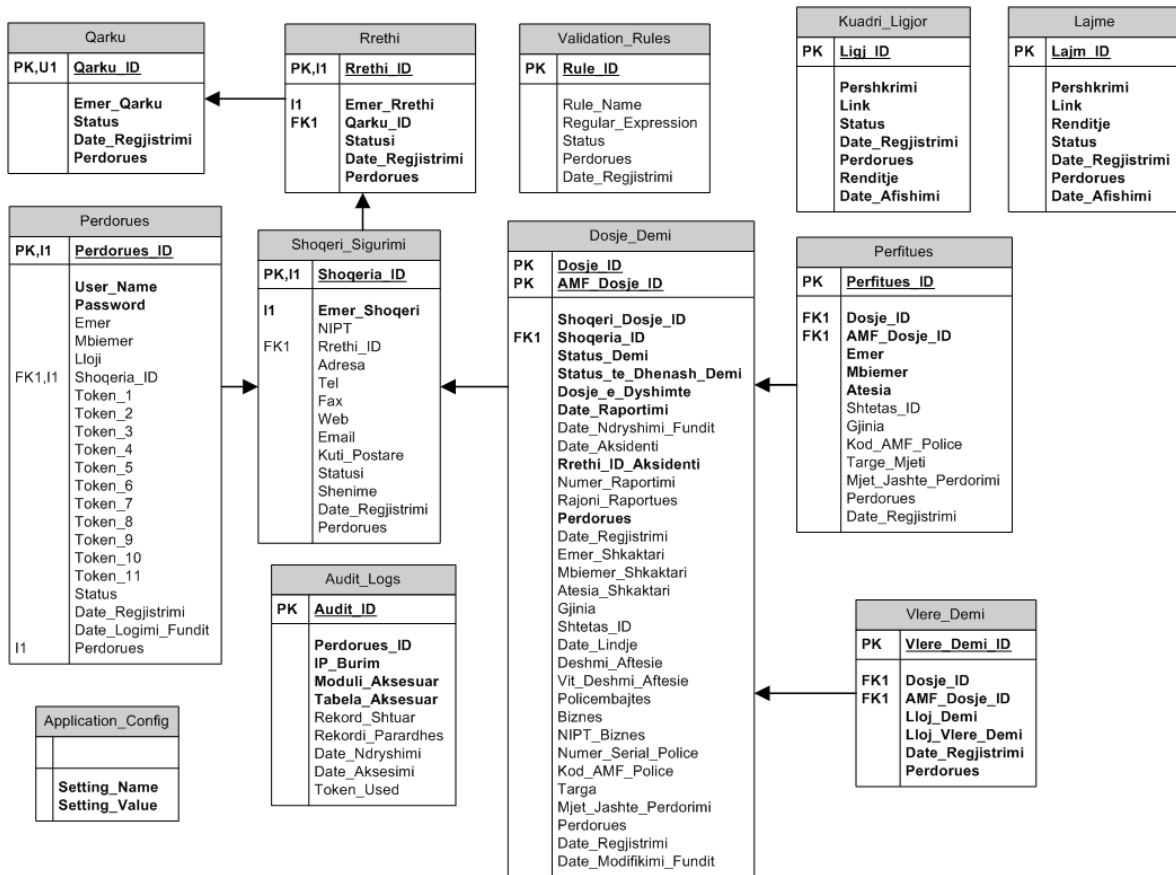 Qarku
PK,U1 Qarku_ID
Emer_Qarku
Status
Date_Regjistrimi
Perdorues
Rrethi
PK,I1 Rrethi_ID
I1 Emer_Rrethi
FK1 Qarku_ID
Statusi
Date_Regjistrimi
Perdorues
Validation_Rules
PK Rule_ID
Rule_Name
Regular_Expression
Status
Perdorues
Date_Regjistrimi
Kuadri_Ligjor
PK Ligj_ID
Pershkrimi
Link
Status
Date_Regjistrimi
Perdorues
Renditje
Date_Afishimi
Lajme
PK Lajm_ID
Pershkrimi
Link
Renditje
Status
Date_Regjistrimi
Perdorues
Date_Afishimi
Perdorues
PK,I1 Perdorues_ID
User_Name
Password
Emer
Mbiemer
Lloji
FK1,I1 Shoqeria_ID
Token_1
Token_2
Token_3
Token_4
Token_5
Token_6
Token_7
Token_8
Token_9
Token_10
Token_11
Status
Date_Regjistrimi
Date_Logimi_Fundit
I1 Perdorues
Shoqeri_Sigurimi
PK,I1 Shoqeria_ID
I1 Emer_Shoqeri
NIPT
FK1 Rrethi_ID
Adresa
Tel
Fax
Web
Email
Kuti_Postare
Statusi
Shenime
Date_Regjistrimi
Perdorues
Dosje_Demi
PK Dosje_ID
PK AMF_Dosje_ID
Shoqeri_Dosje_ID
FK1 Shoqeria_ID
Status_Demi
Status_te_Dhenash_Demi
Dosje_e_Dyshimte
Date_Raportimi
Date_Ndryshimi_Fundit
Date_Aksidenti
Rrethi_ID_Aksidenti
Numer_Raportimi
Rajoni_Raportues
Perdorues
Date_Regjistrimi
Emer_Shkaktari
Mbiemer_Shkaktari
Atesia_Shkaktari
Gjinia
Shtetas_ID
Date_Lindje
Deshmi_Aftesie
Vit_Deshmi_Aftesie
Policembajtes
Biznes
NIPT_Biznes
Numer_Serial_Police
Kod_AMF_Police
Targa
Mjet_Jashte_Perdorimi
Perdorues
Date_Regjistrimi
Date_Modifikimi_Fundit
Perfitues
PK Perfitues_ID
FK1 Dosje_ID
FK1 AMF_Dosje_ID
Emer
Mbiemer
Atesia
Shtetas_ID
Gjinia
Kod_AMF_Police
Targe_Mjeti
Mjet_Jashte_Perdorimi
Perdorues
Date_Regjistrimi
Audit_Logs
PK Audit_ID
Perdorues_ID
IP_Burim
Moduli_Aksesuar
Tabela_Aksesuar
Rekord_Shtuar
Rekordi_Parardhes
Date_Ndryshimi
Date_Aksesimi
Token_Used
Vlere_Demi
PK Vlere_Demi_ID
FK1 Dosje_ID
FK1 AMF_Dosje_ID
Lloj_Demi
Lloj_Vlere_Demi
Date_Regjistrimi
Perdorues
Application_Config
Setting_Name
Setting_Value